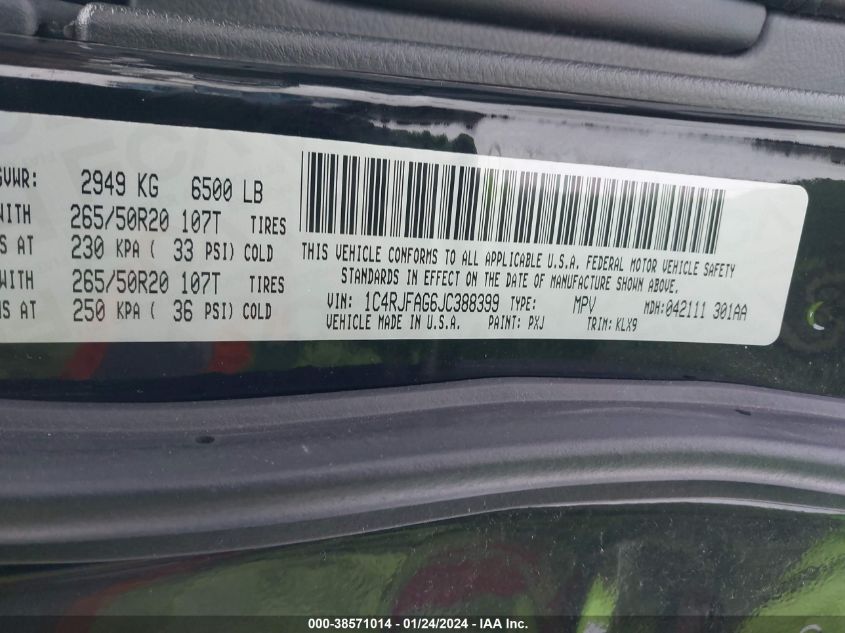 GVWR: 2949 KG 6500 LB
WITH 265/50R20 107T TIRES
S AT 230 KPA ( 33 PSI) COLD
WITH 265/50R20 107T TIRES
MS AT 250 KPA ( 36 PSI) COLD
THIS VEHICLE CONFORMS TO ALL APPLICABLE U.S.A. FEDERAL MOTOR VEHICLE SAFETY
STANDARDS IN EFFECT ON THE DATE OF MANUFACTURE SHOWN ABOVE.
VIN: 1C4RJFAG6JC388399 TYPE: MPV MDH:042111 301AA
VEHICLE MADE IN U.S.A. PAINT: PXJ TRIM: KLX9
000-38571014 - 01/24/2024 - IAA Inc.